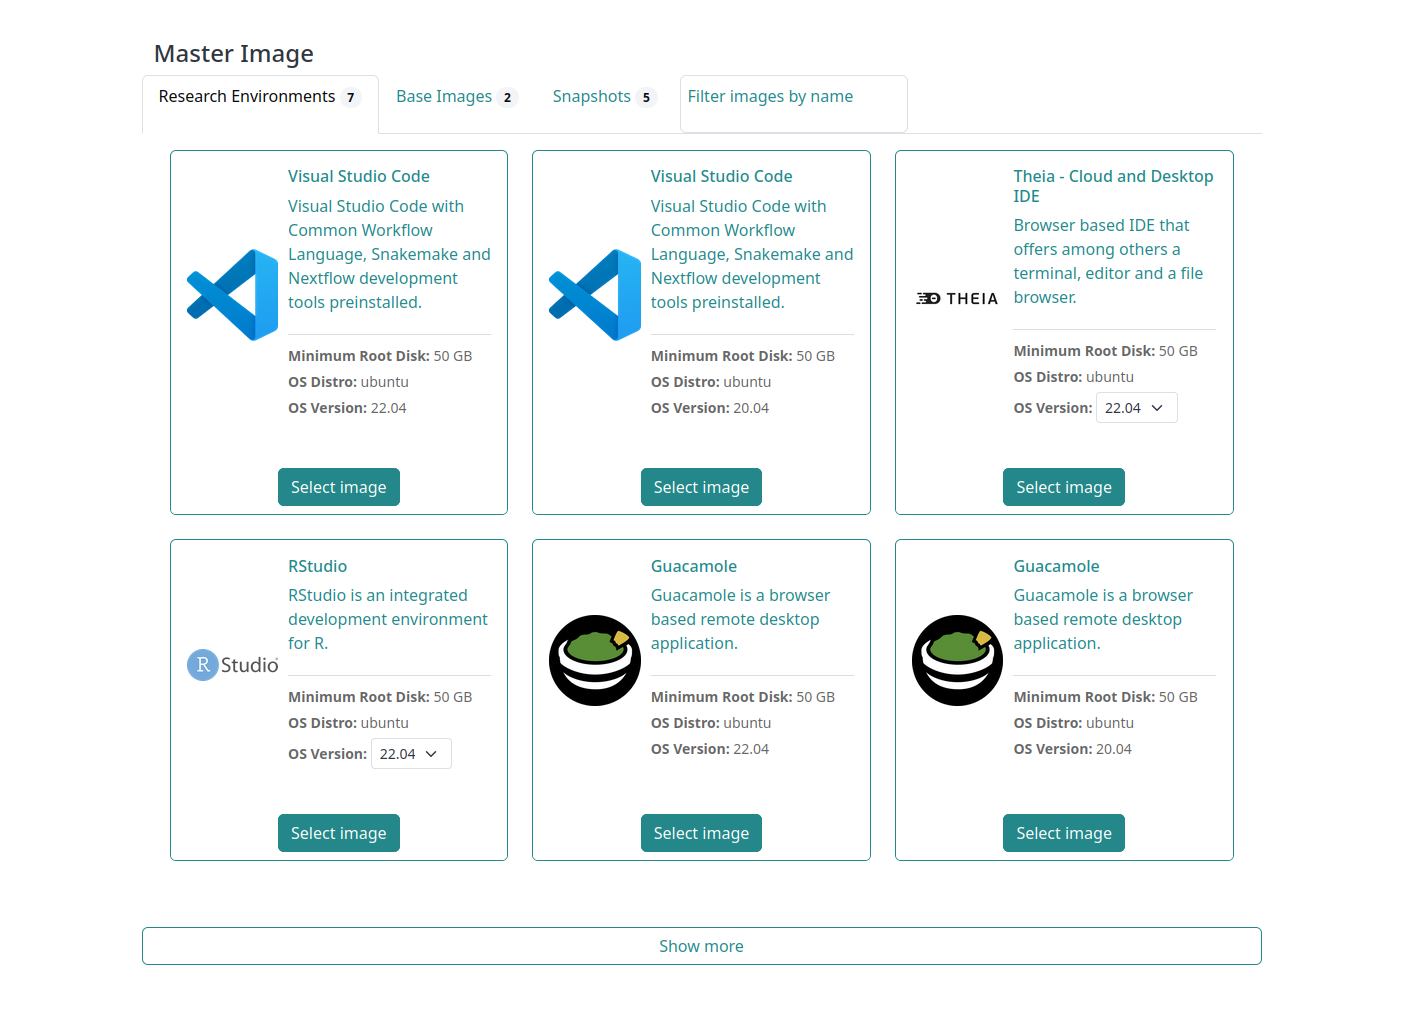 Master Image
Research Environments 7
Base Images 2
Snapshots 5
Filter images by name
Visual Studio Code
Visual Studio Code with
Common Workflow
Language, Snakemake and
Nextflow development
tools preinstalled.
Minimum Root Disk: 50 GB
OS Distro: ubuntu
OS Version: 22.04
Select image
Visual Studio Code
Visual Studio Code with
Common Workflow
Language, Snakemake and
Nextflow development
tools preinstalled.
Minimum Root Disk: 50 GB
OS Distro: ubuntu
OS Version: 20.04
Select image
THEIA
Theia - Cloud and Desktop
IDE
Browser based IDE that
offers among others a
terminal, editor and a file
browser.
Minimum Root Disk: 50 GB
OS Distro: ubuntu
OS Version: 22.04
Select image
R Studio
RStudio
RStudio is an integrated
development environment
for R.
Minimum Root Disk: 50 GB
OS Distro: ubuntu
OS Version: 22.04
Select image
Guacamole
Guacamole is a browser
based remote desktop
application.
Minimum Root Disk: 50 GB
OS Distro: ubuntu
OS Version: 22.04
Select image
Guacamole
Guacamole is a browser
based remote desktop
application.
Minimum Root Disk: 50 GB
OS Distro: ubuntu
OS Version: 20.04
Select image
Show more